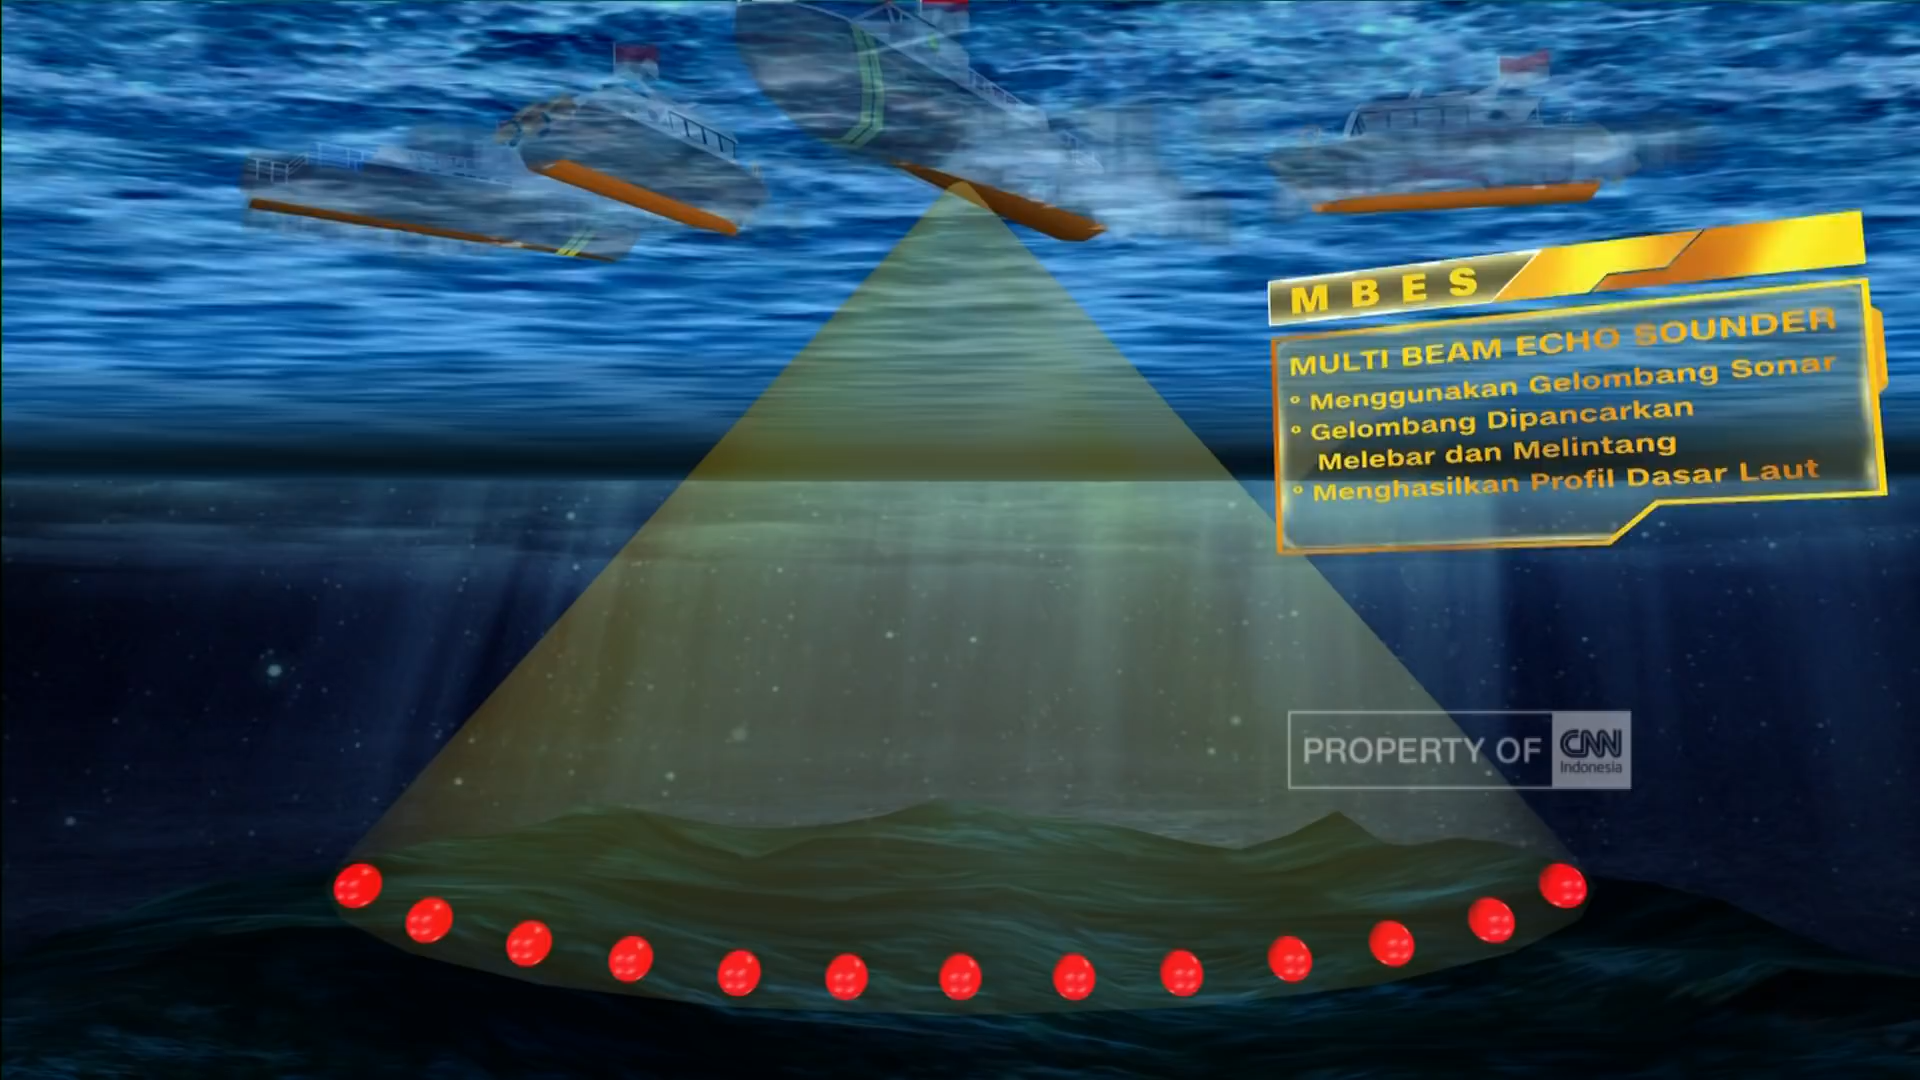 MBES
MULTI BEAM ECHO SOUNDER
° Menggunakan Gelombang Sonar
° Gelombang Dipancarkan
Melebar dan Melintang
° Menghasilkan Profil Dasar Laut
PROPERTY OF CNN
Indonesia